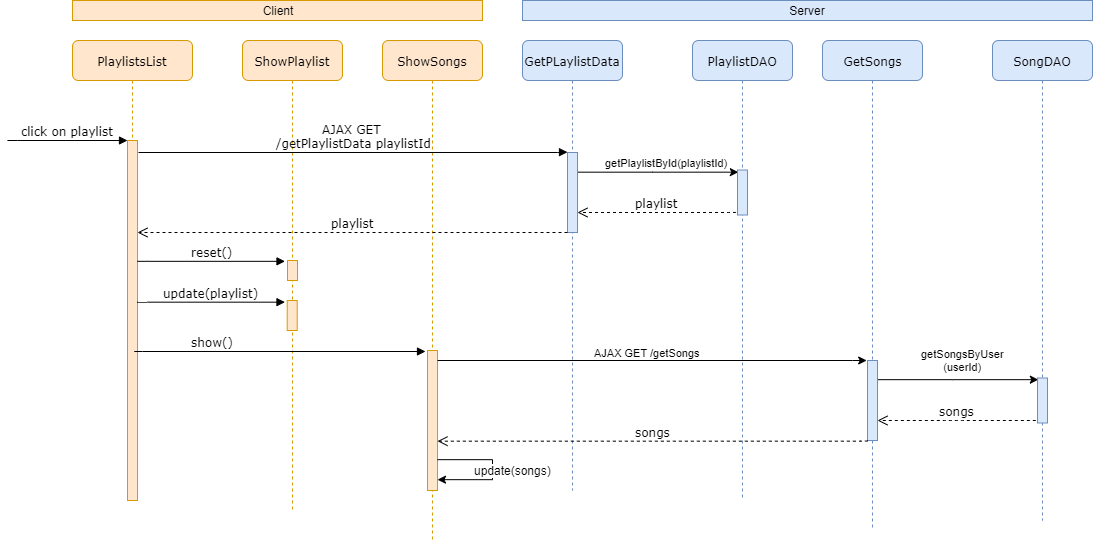 Client
Server
PlaylistsList
ShowPlaylist
ShowSongs
GetPLaylistData
PlaylistDAO
GetSongs
SongDAO
click on playlist
AJAX GET
/getPlaylistData playlistId
getPlaylistById(playlistId)
playlist
playlist
reset()
update(playlist)
show()
AJAX GET /getSongs
getSongsByUser
(userId)
songs
songs
update(songs)